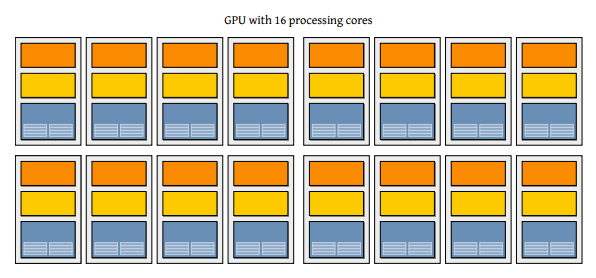 GPU with 16 processing cores